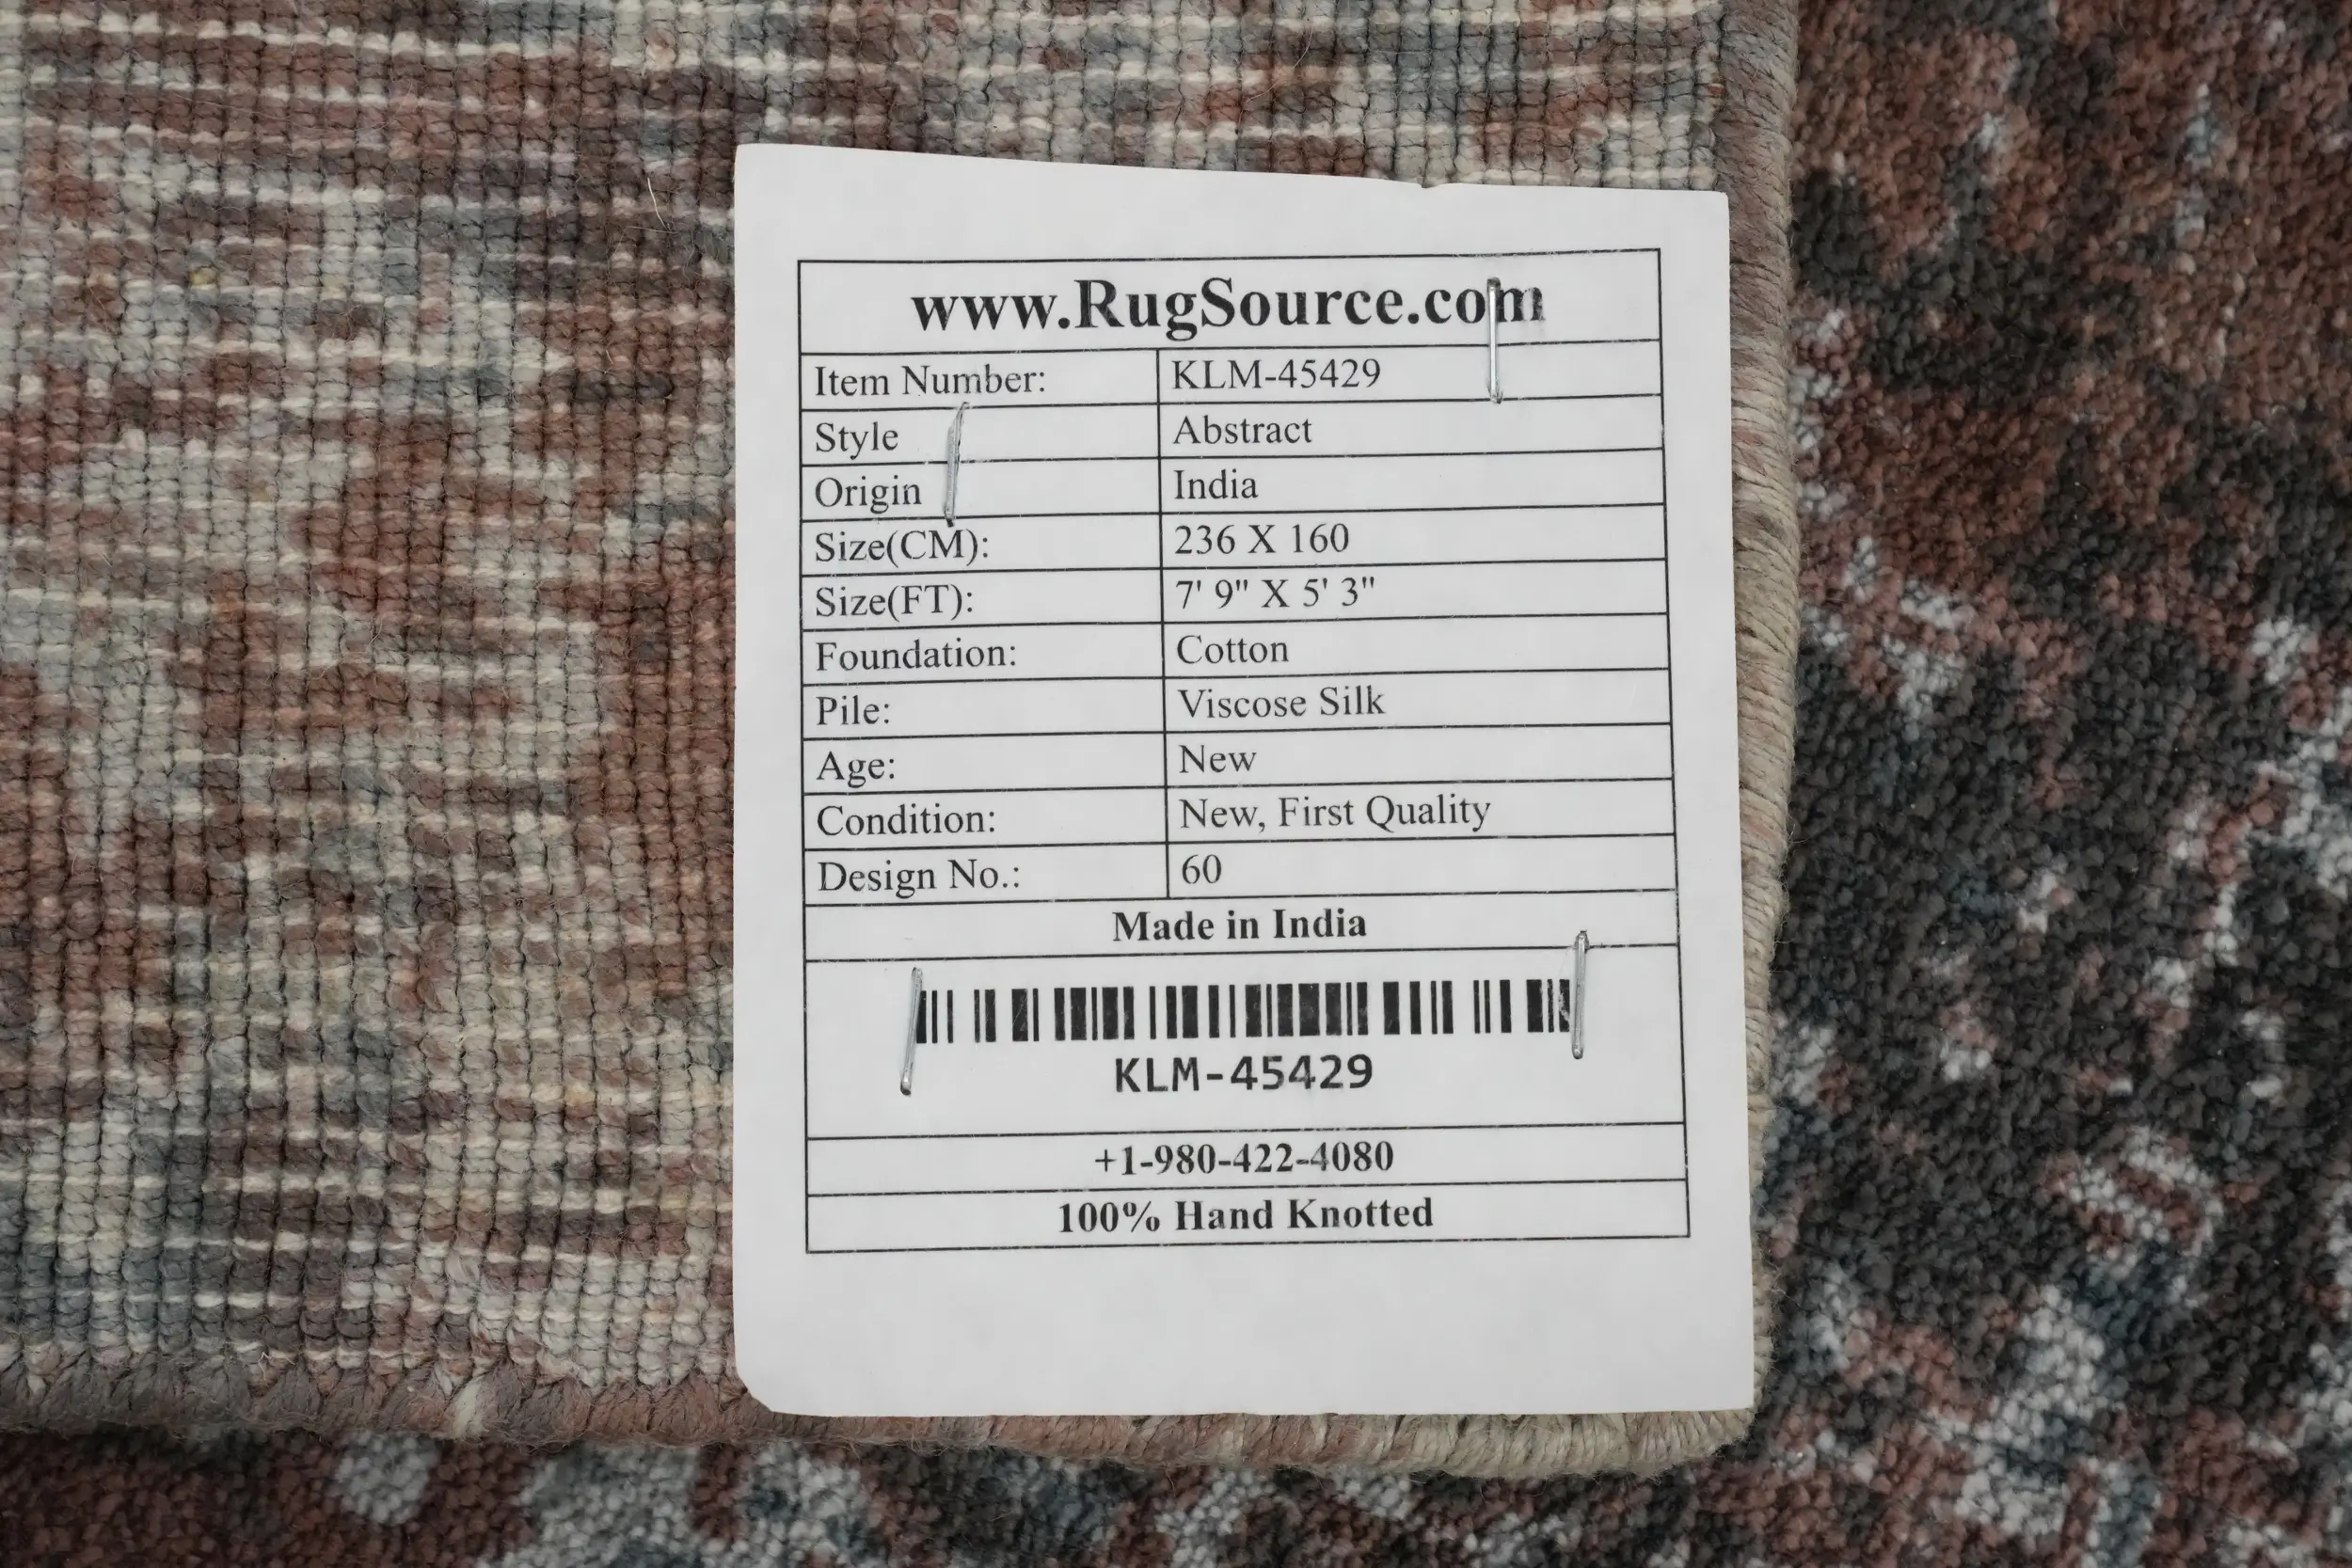 www.RugSource.com
Item Number: KLM-45429
Style Abstract
Origin India
Size(CM): 236 X 160
Size(FT): 7' 9" X 5' 3"
Foundation: Cotton
Pile: Viscose Silk
Age: New
Condition: New, First Quality
Design No.: 60
Made in India
KLM-45429
+1-980-422-4080
100% Hand Knotted